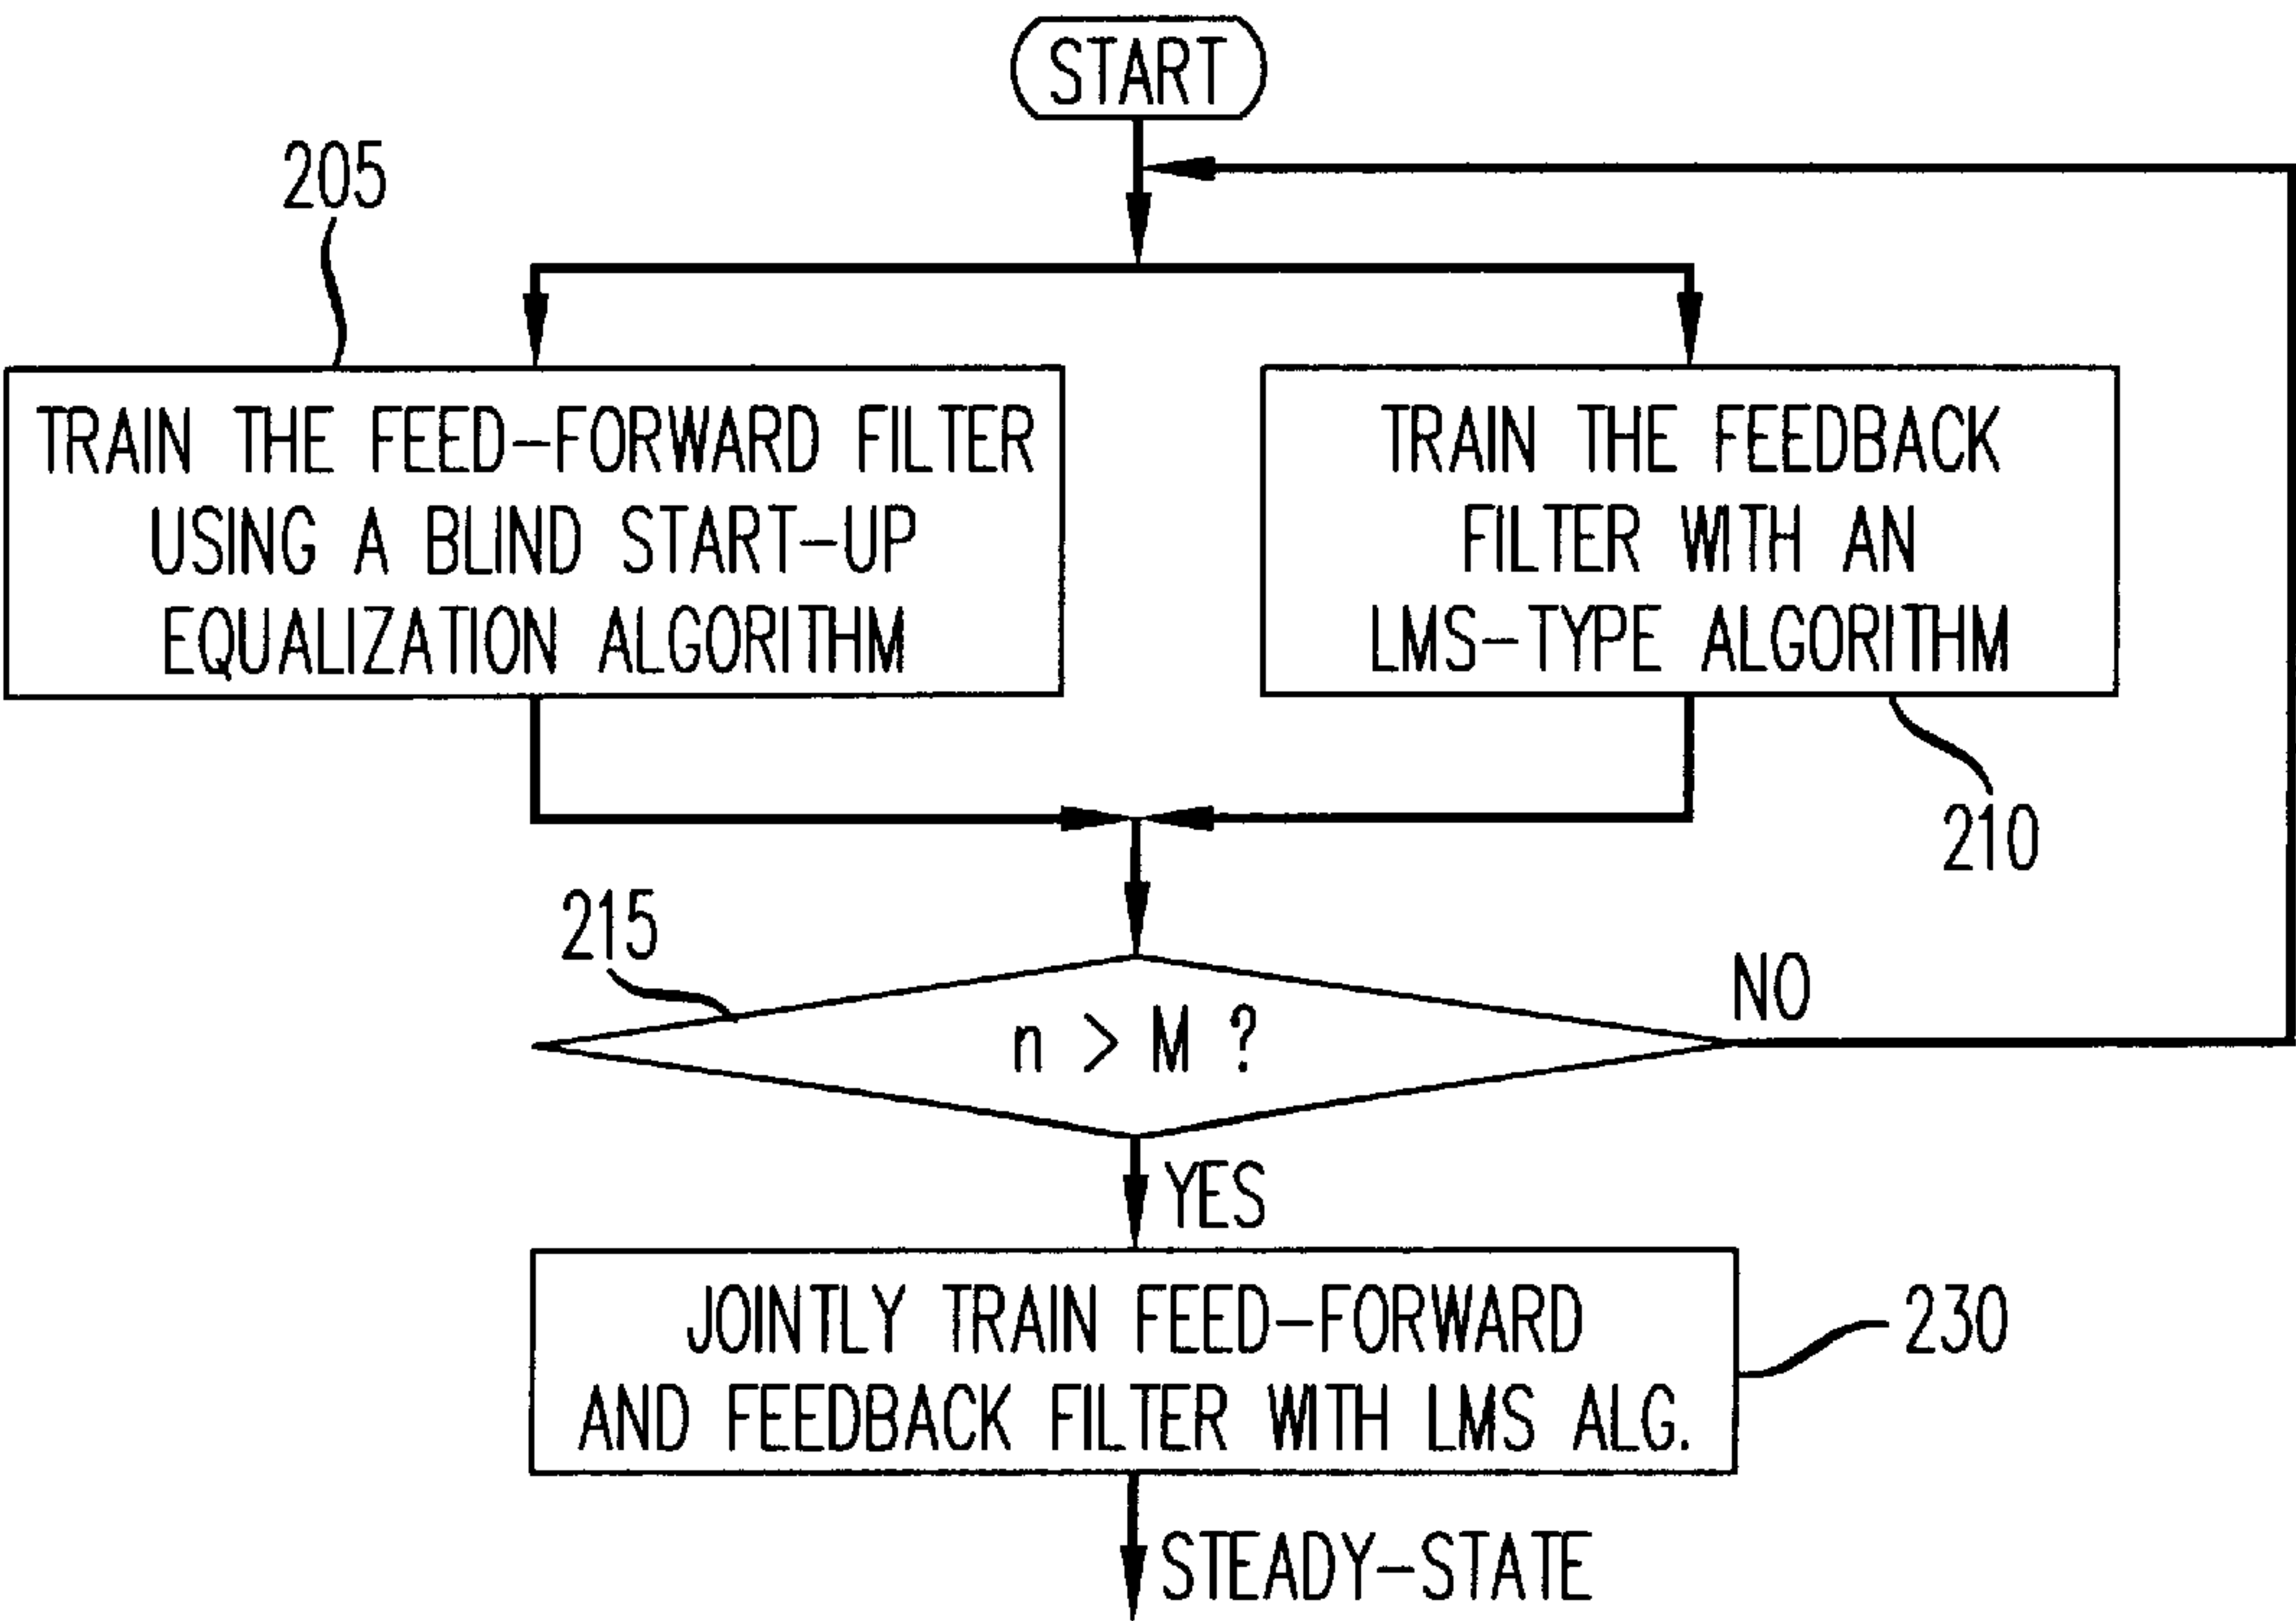 START
205
TRAIN THE FEED-FORWARD FILTER
USING A BLIND START-UP
EQUALIZATION ALGORITHM
TRAIN THE FEEDBACK
FILTER WITH AN
LMS-TYPE ALGORITHM
210
215
n > M ?
NO
YES
JOINTLY TRAIN FEED-FORWARD
AND FEEDBACK FILTER WITH LMS ALG.
230
STEADY-STATE